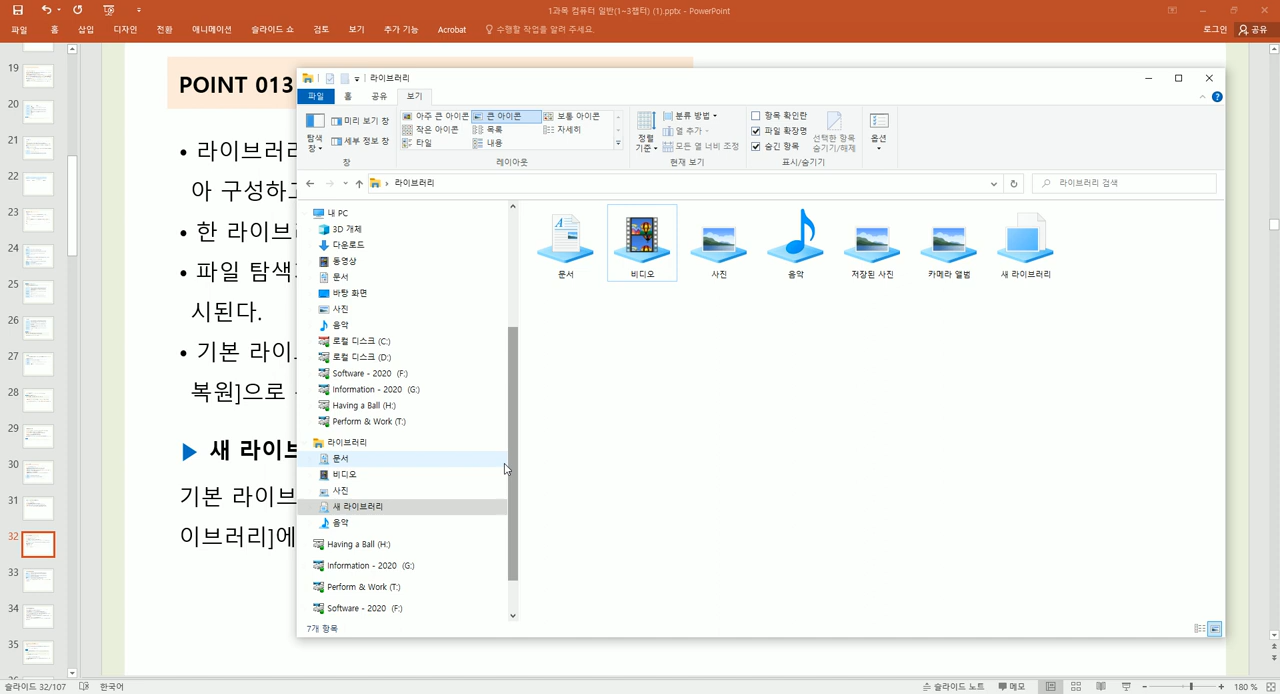 1과목 컴퓨터 일반(1~3챕터) (1).pptx - PowerPoint
파일 홈 삽입 디자인 전환 애니메이션 슬라이드 쇼 검토 보기 추가 기능 Acrobat 수행할 작업을 알려 주세요. 로그인 공유
19
20
21
22
23
24
25
26
27
28
29
30
31
32
33
34
35
POINT 013
• 라이브러리
아 구성하고
• 한 라이브러
• 파일 탐색
시된다.
• 기본 라이브
복원]으로
▶ 새 라이브
기본 라이브
이브러리]에
라이브러리
파일 홈 공유 보기
탐색 창 미리 보기 창
세부 정보 창
창
아주 큰 아이콘 큰 아이콘 보통 아이콘
작은 아이콘 목록 자세히
타일 내용
레이아웃
정렬 기준 분류 방법
열 추가
모든 열 너비 조정
현재 보기
항목 확인란
파일 확장명
숨긴 항목
선택한 항목 숨기기/해제
표시/숨기기
옵션
라이브러리
라이브러리 검색
내 PC
3D 개체
다운로드
동영상
문서
바탕 화면
사진
음악
로컬 디스크 (C:)
로컬 디스크 (D:)
Software - 2020 (F:)
Information - 2020 (G:)
Having a Ball (H:)
Perform & Work (T:)
라이브러리
문서
비디오
사진
새 라이브러리
음악
Having a Ball (H:)
Information - 2020 (G:)
Perform & Work (T:)
Software - 2020 (F:)
문서 비디오 사진 음악 저장된 사진 카메라 앨범 새 라이브러리
7개 항목
슬라이드 32/107 한국어 슬라이드 노트 메모 180 %